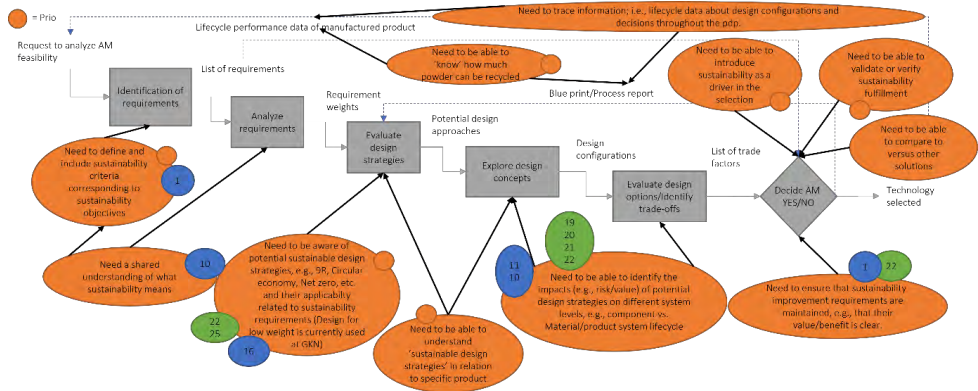 = Prio
Need to trace information; i.e., lifecycle data about design configurations and
decisions throughout the pdp.
Lifecycle performance data of manufactured product
Request to analyze AM
feasibility
Need to be able to
'know' how much
powder can be recycled
Need to be able to
introduce
sustainability as a
driver in the
selection
Need to be able to
validate or verify
sustainability
fulfillment
List of requirements
Blue print/Process report
Identification of
requirements
Requirement
weights
Analyze
requirements
Potential design
approaches
Evaluate
design
strategies
Need to be able
to compare to
versus other
solutions
Need to define and
include sustainability
criteria
corresponding to
sustainability
objectives
1
Explore design
concepts
Design
configurations
List of trade
factors
Evaluate design
options/identify
trade-offs
Decide AM
YES/NO
Technology
selected
Need a shared
understanding of what
sustainability means
10
Need to be aware of
potential sustainable design
strategies, e.g., 9R, Circular
economy, Net zero, etc
and their applicabilty
related to sustainability
requirements (Design for
low weight is currently used
at GKN)
22
25
16
Need to be able to
understand
'sustainable design
strategies' in relation
to specific product
19
20
21
22
11
10
Need to be able to identify the
impacts (e.g., risk/value) of potential
design strategies on different system
levels, e.g., component vs.
Material/product system lifecycle
1
22
Need to ensure that sustainability
improvement requirements are
maintained, e.g., that their
value/benefit is clear.